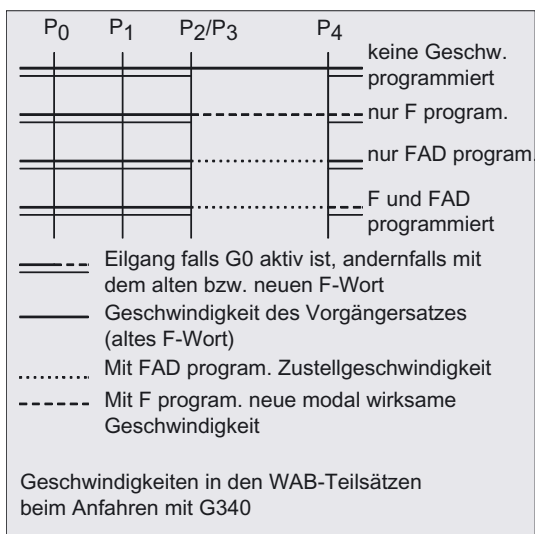 P0 P1 P2/P3 P4
keine Geschw.
programmiert
nur F program.
nur FAD program.
F und FAD
programmiert
Eilgang falls G0 aktiv ist, andernfalls mit
dem alten bzw. neuen F-Wort
Geschwindigkeit des Vorgängersatzes
(altes F-Wort)
Mit FAD program. Zustellgeschwindigkeit
Mit F program. neue modal wirksame
Geschwindigkeit
Geschwindigkeiten in den WAB-Teilsätzen
beim Anfahren mit G340